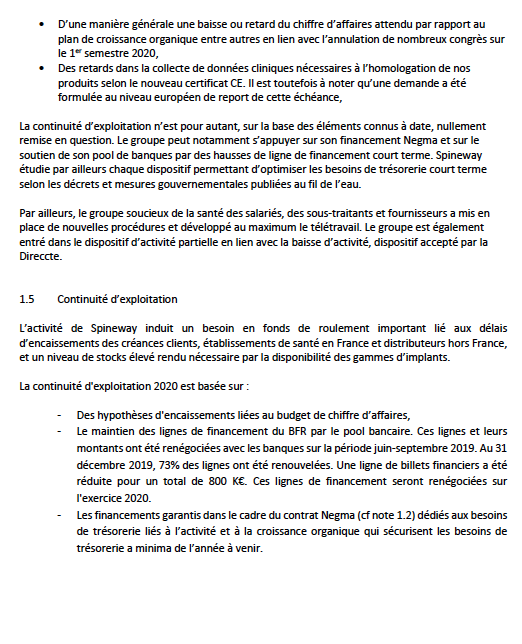 • D'une manière générale une baisse ou retard du chiffre d'affaires attendu par rapport au
plan de croissance organique entre autres en lien avec l'annulation de nombreux congrès sur
le 1er semestre 2020,
• Des retards dans la collecte de données cliniques nécessaires à l'homologation de nos
produits selon le nouveau certificat CE. Il est toutefois à noter qu'une demande a été
formulée au niveau européen de report de cette échéance,
La continuité d'exploitation n'est pour autant, sur la base des éléments connus à date, nullement
remise en question. Le groupe peut notamment s'appuyer sur son financement Negma et sur le
soutien de son pool de banques par des hausses de ligne de financement court terme. Spineway
étudie par ailleurs chaque dispositif permettant d'optimiser les besoins de trésorerie court terme
selon les décrets et mesures gouvernementales publiées au fil de l'eau.
Par ailleurs, le groupe soucieux de la santé des salariés, des sous-traitants et fournisseurs a mis en
place de nouvelles procédures et développé au maximum le télétravail. Le groupe est également
entré dans le dispositif d'activité partielle en lien avec la baisse d'activité, dispositif accepté par la
Direccte.
1.5 Continuité d'exploitation
L'activité de Spineway induit un besoin en fonds de roulement important lié aux délais
d'encaissements des créances clients, établissements de santé en France et distributeurs hors France,
et un niveau de stocks élevé rendu nécessaire par la disponibilité des gammes d'implants.
La continuité d'exploitation 2020 est basée sur :
- Des hypothèses d'encaissements liées au budget de chiffre d'affaires,
- Le maintien des lignes de financement du BFR par le pool bancaire. Ces lignes et leurs
montants ont été renégociées avec les banques sur la période juin-septembre 2019. Au 31
décembre 2019, 73% des lignes ont été renouvelées. Une ligne de billets financiers a été
réduite pour un total de 800 K€. Ces lignes de financement seront renégociées sur
l'exercice 2020.
- Les financements garantis dans le cadre du contrat Negma (cf note 1.2) dédiés aux besoins
de trésorerie liés à l'activité et à la croissance organique qui sécurisent les besoins de
trésorerie a minima de l'année à venir.